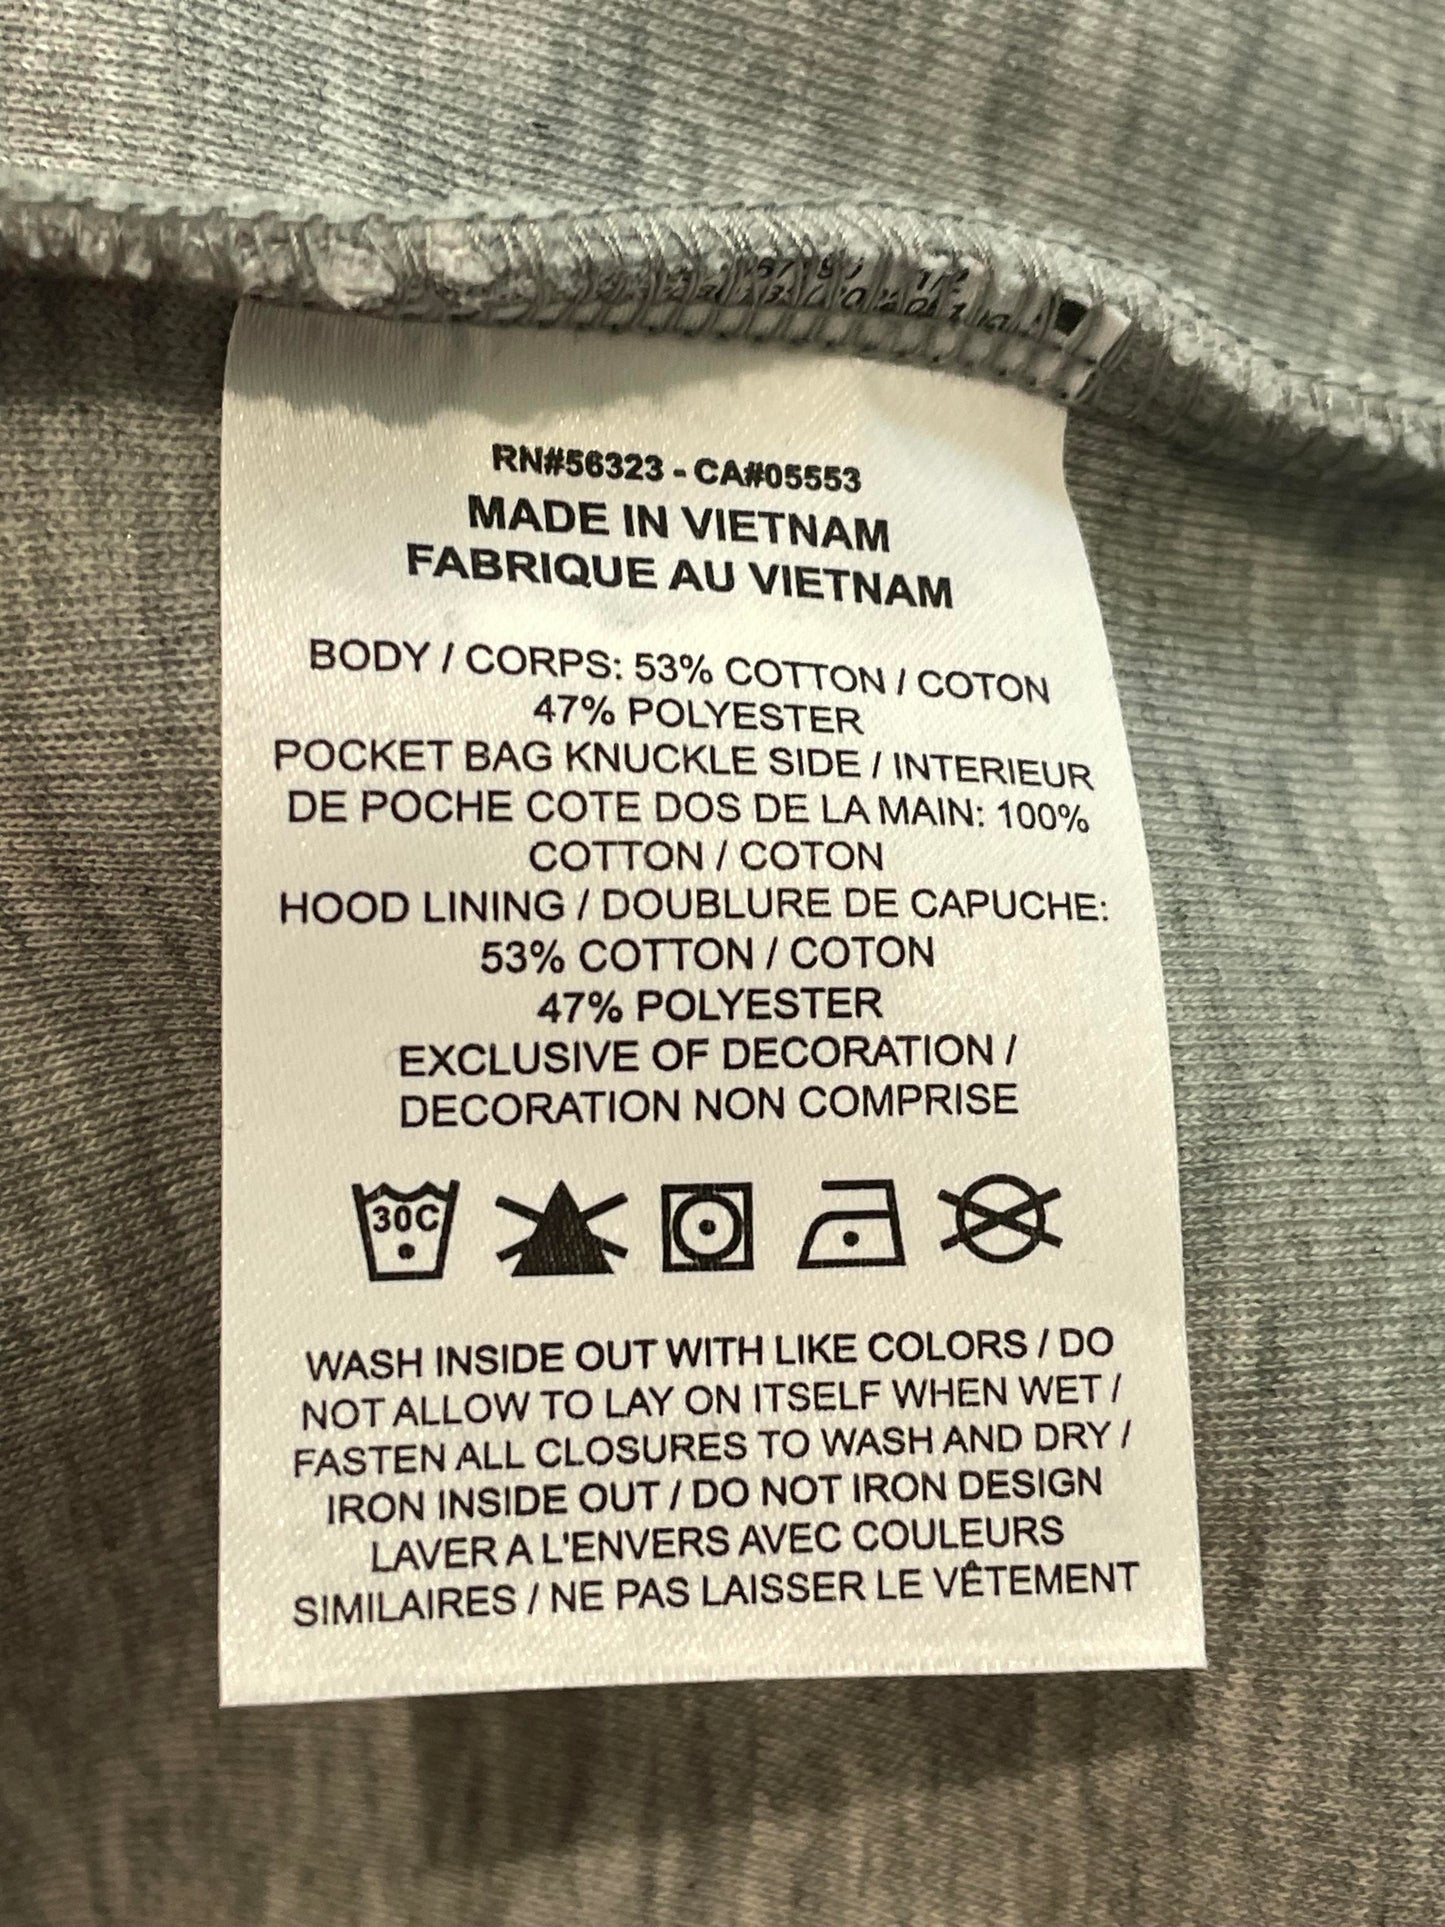 RN#56323 - CA#05553
MADE IN VIETNAM
FABRIQUE AU VIETNAM
BODY / CORPS: 53% COTTON / COTON
47% POLYESTER
POCKET BAG KNUCKLE SIDE / INTERIEUR
DE POCHE COTE DOS DE LA MAIN: 100%
COTTON / COTON
HOOD LINING / DOUBLURE DE CAPUCHE:
53% COTTON / COTON
47% POLYESTER
EXCLUSIVE OF DECORATION /
DECORATION NON COMPRISE
30C
WASH INSIDE OUT WITH LIKE COLORS / DO
NOT ALLOW TO LAY ON ITSELF WHEN WET /
FASTEN ALL CLOSURES TO WASH AND DRY /
IRON INSIDE OUT / DO NOT IRON DESIGN
LAVER A L'ENVERS AVEC COULEURS
SIMILAIRES / NE PAS LAISSER LE VÊTEMENT